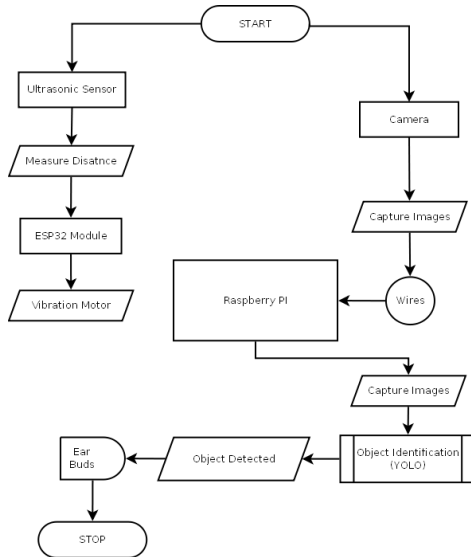 START
Ultrasonic Sensor
Camera
Measure Disatnce
Capture Images
ESP32 Module
Vibration Motor
Raspberry PI
Wires
Capture Images
Ear
Buds
Object Detected
Object Identification
(YOLO)
STOP